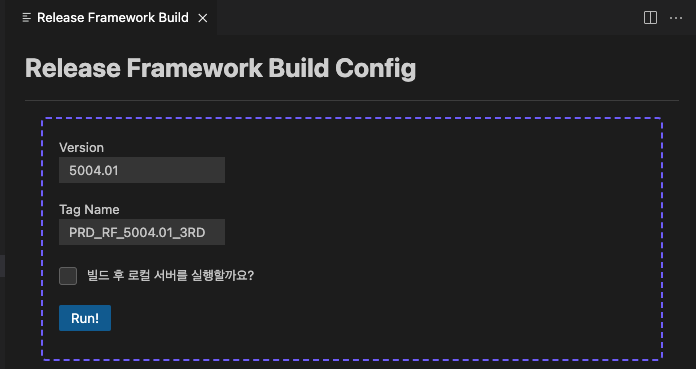 Release Framework Build
Release Framework Build Config
Version
5004.01
Tag Name
PRD_RF_5004.01_3RD
빌드 후 로컬 서버를 실행할까요?
Run!